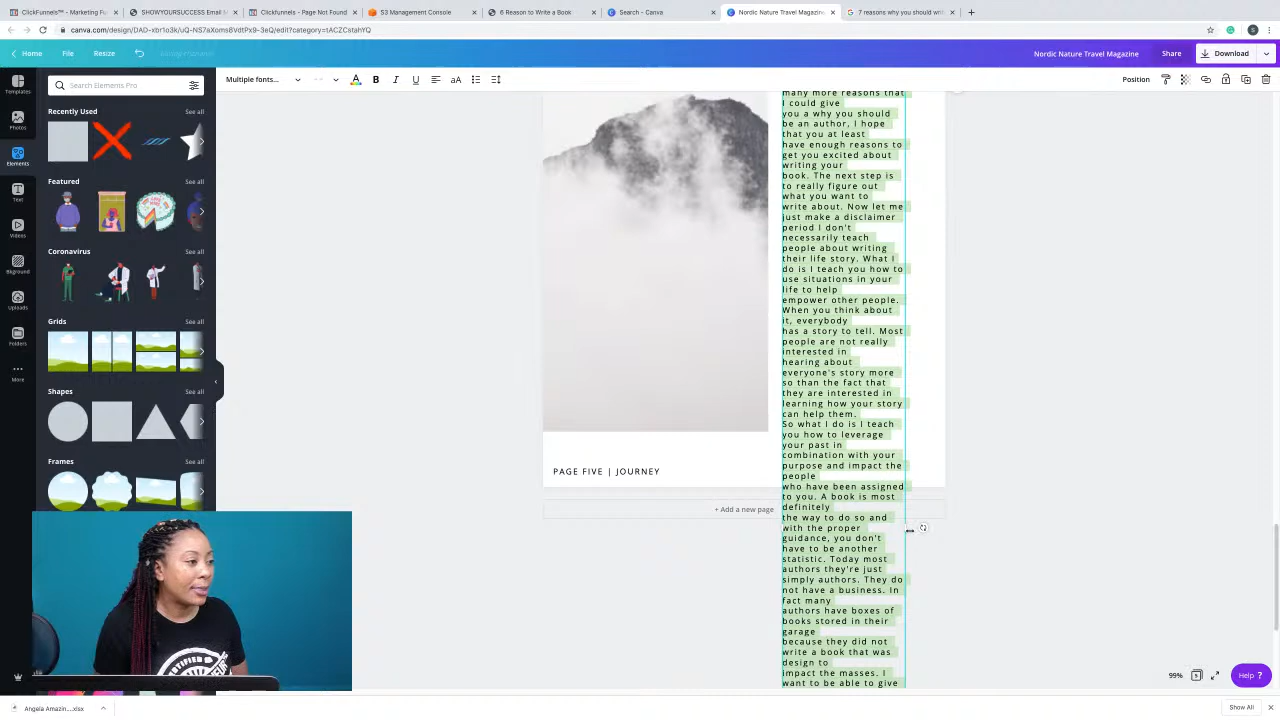 ClickFunnels™ - Marketing Fu
SHOWYOURSUCCESS Email M
Clickfunnels - Page Not Found
S3 Management Console
6 Reason to Write a Book
Search - Canva
Nordic Nature Travel Magazine
7 reasons why you should wri
canva.com/design/DAD-xbr1o3k/uQ-NS7aXoms6VdtPx9-3eQ/edit?category=tACZCstahYQ
Home
File
Resize
Nordic Nature Travel Magazine
Share
Download
Templates
Photos
Elements
Text
Videos
Bkground
Uploads
Folders
More
Search Elements Pro
Multiple fonts...
B
I
U
aA
Position
Recently Used
See all
Featured
See all
Coronavirus
See all
Grids
See all
Shapes
See all
Frames
See all
many more reasons that
I could give
you a why you should
be an author, I hope
that you at least
have enough reasons to
get you excited about
writing your
book. The next step is
to really figure out
what you want to
write about. Now let me
just make a disclaimer
period I don't
necessarily teach
people about writing
their life story. What I
do is I teach you how to
use situations in your
life to help
empower other people.
When you think about
it, everybody
has a story to tell. Most
people are not really
interested in
hearing about
everyone's story more
so than the fact that
they are interested in
learning how your story
can help them.
So what I do is I teach
you how to leverage
your past in
combination with your
purpose and impact the
people
who have been assigned
to you. A book is most
definitely
the way to do so and
with the proper
guidance, you don't
have to be another
statistic. Today most
authors they're just
simply authors. They do
not have a business. In
fact many
authors have boxes of
books stored in their
garage
because they did not
write a book that was
design to
impact the masses. I
want to be able to give
PAGE FIVE | JOURNEY
+ Add a new page
99%
Help ?
Angela Amazin....xlsx
Show All